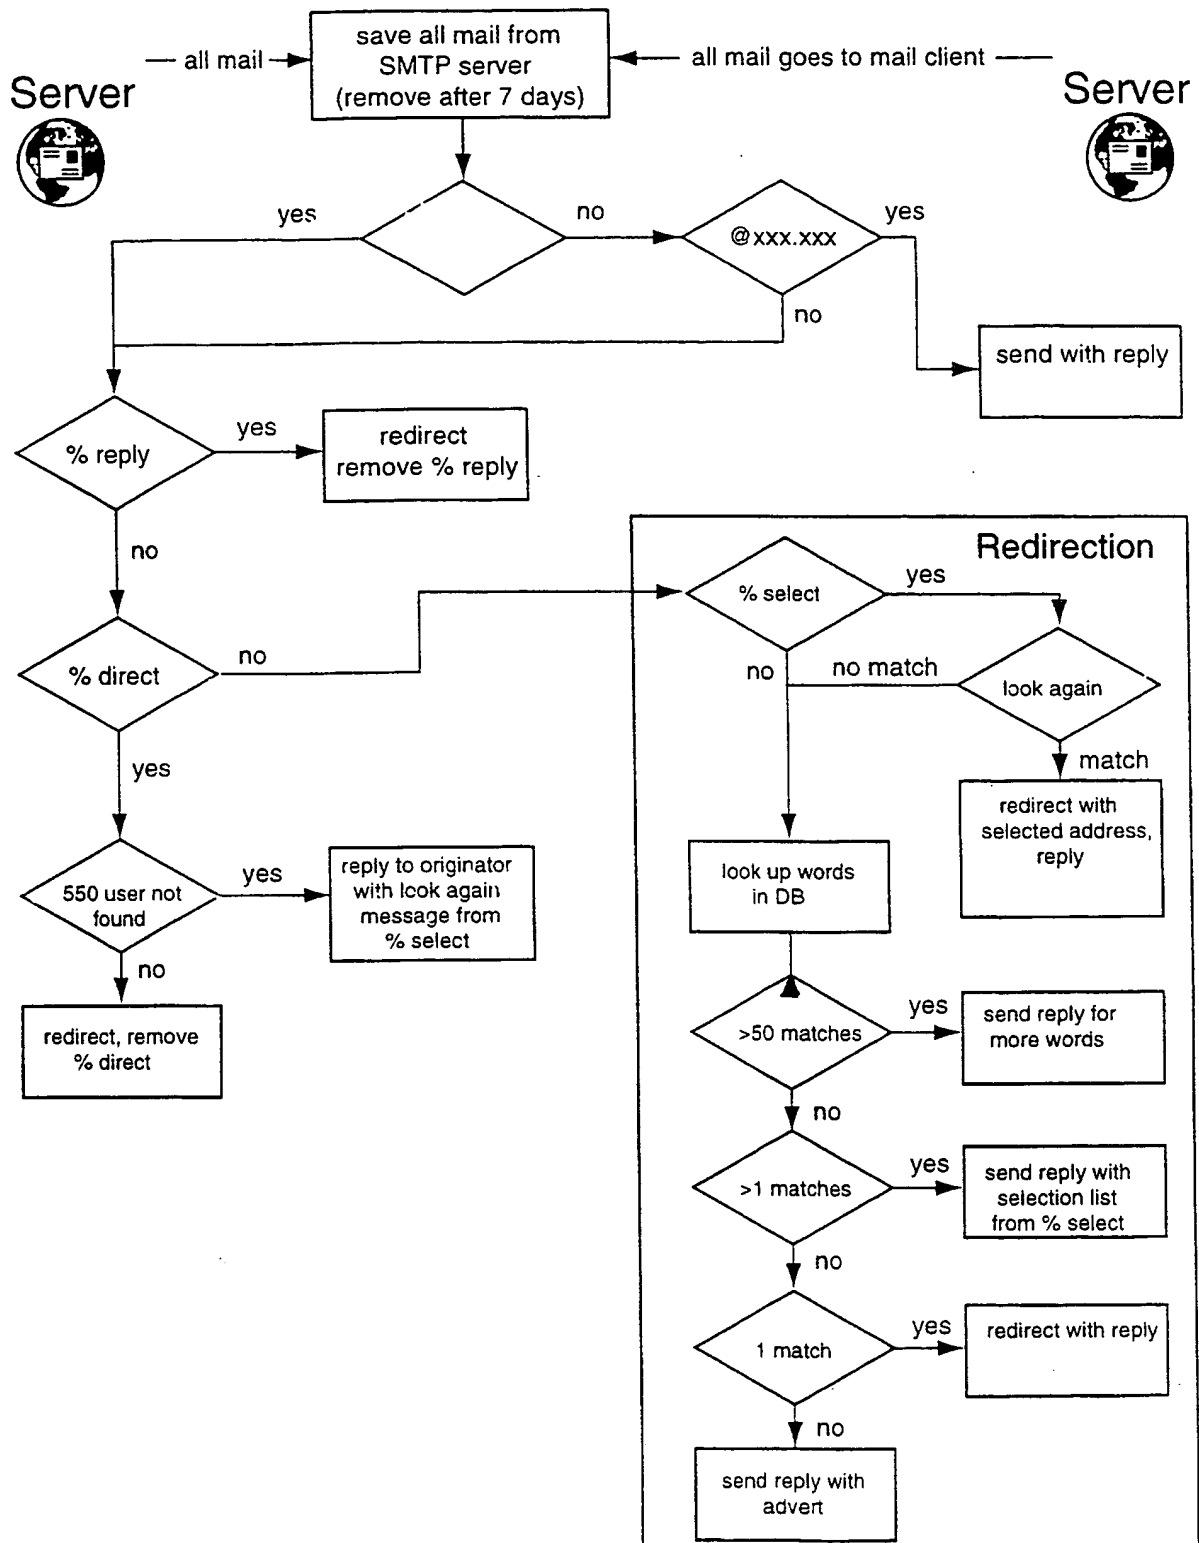 save all mail from
SMTP server
(remove after 7 days)
all mail
all mail goes to mail client
Server
Server
yes
no
@xxx.xxx
yes
no
send with reply
% reply
yes
redirect
remove % reply
no
Redirection
% select
yes
% direct
no
no
no match
look again
yes
match
redirect with
selected address,
reply
look up words
in DB
550 user not
found
yes
reply to originator
with look again
message from
% select
no
redirect, remove
% direct
>50 matches
yes
send reply for
more words
no
>1 matches
yes
send reply with
selection list
from % select
no
1 match
yes
redirect with reply
no
send reply with
advert